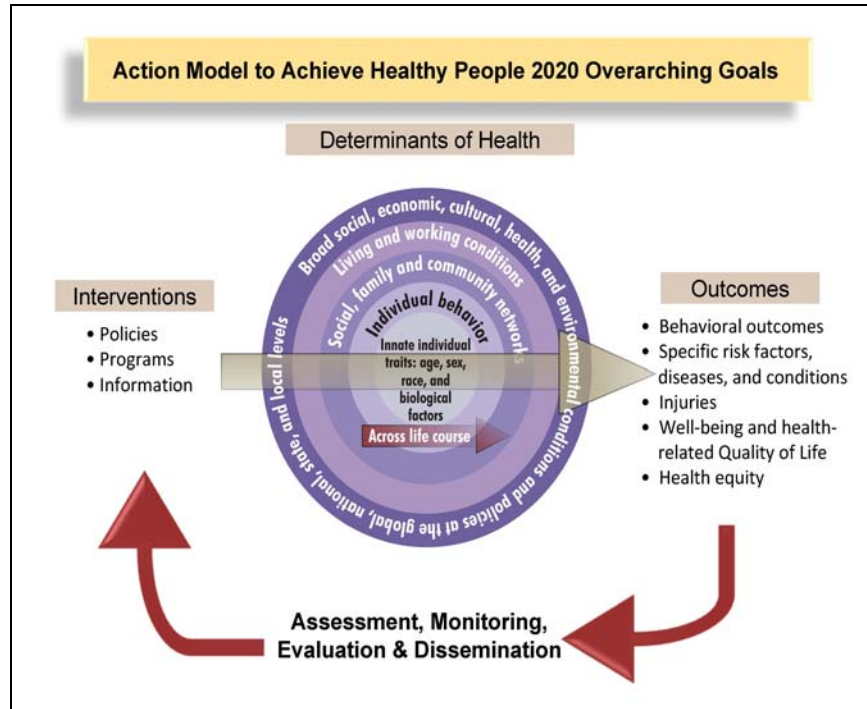 Action Model to Achieve Healthy People 2020 Overarching Goals
Determinants of Health
Broad social, economic, cultural, health, and environmental conditions and policies at the global, national, state, and local levels
Living and working conditions
Social, family and community networks
Individual behavior
Innate individual
traits: age, sex,
race, and
biological
factors
Across life course
Interventions
• Policies
• Programs
• Information
Outcomes
• Behavioral outcomes
• Specific risk factors,
diseases, and conditions
• Injuries
• Well-being and health-
related Quality of Life
• Health equity
Assessment, Monitoring,
Evaluation & Dissemination